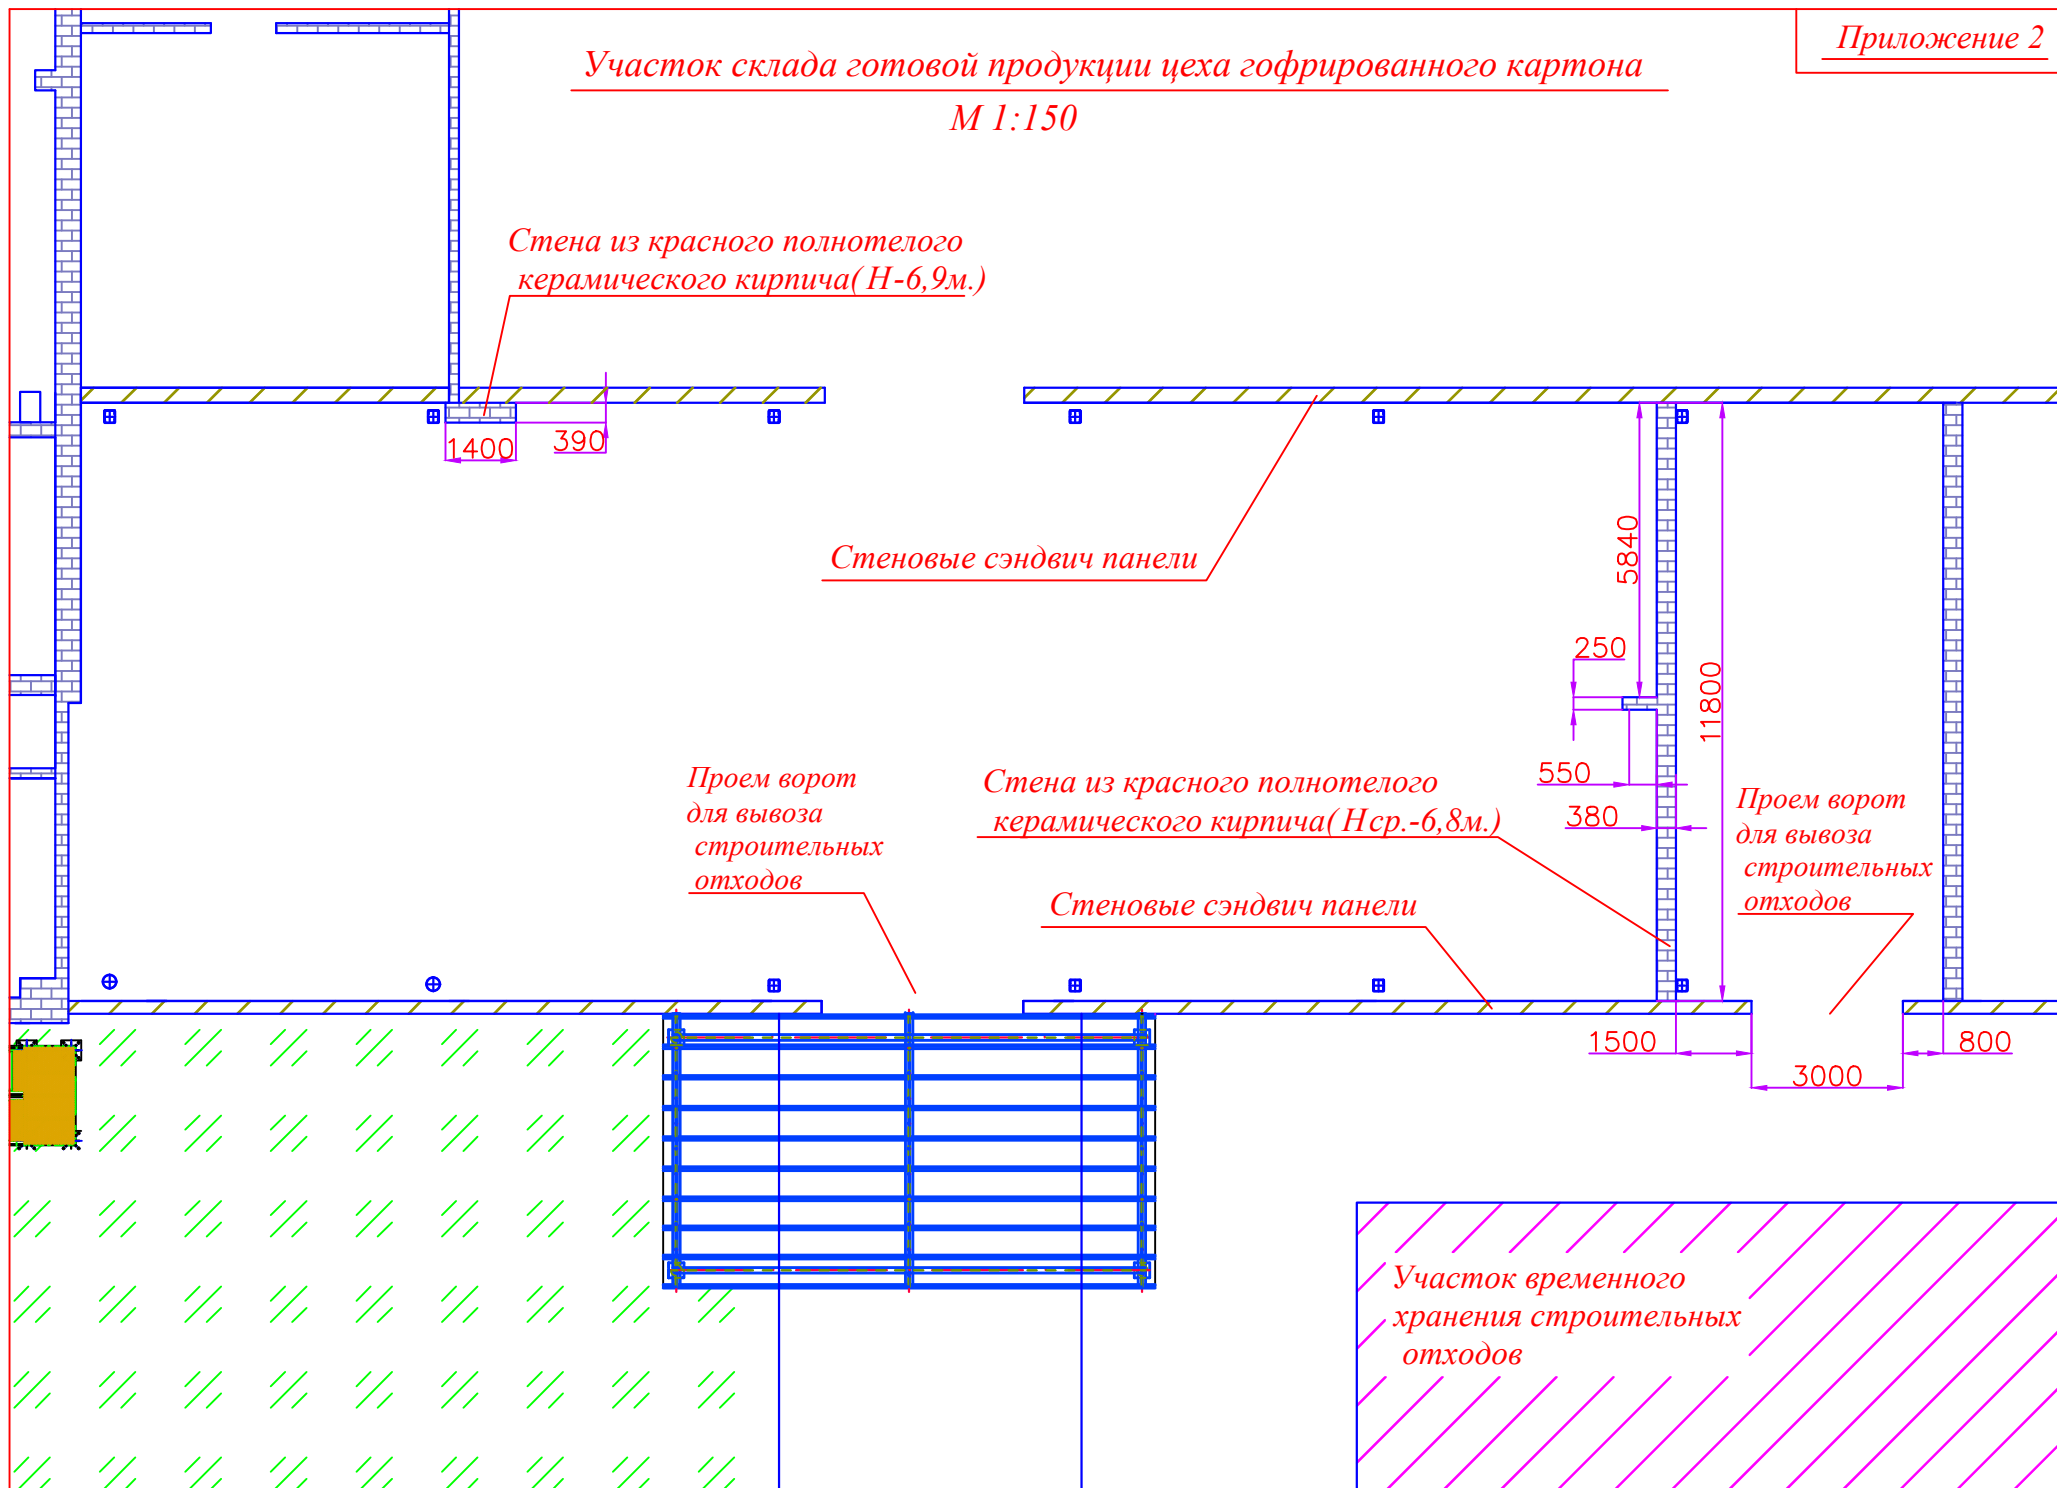 Приложение 2
Участок склада готовой продукции цеха гофрированного картона
М 1:150
Стена из красного полнотелого
керамического кирпича( Н-6,9м.)
1400
390
Стеновые сэндвич панели
5840
250
11800
550
380
Проем ворот
для вывоза
строительных
отходов
Стена из красного полнотелого
керамического кирпича( Нср.-6,8м.)
Проем ворот
для вывоза
строительных
отходов
Стеновые сэндвич панели
1500
3000
800
Участок временного
хранения строительных
отходов